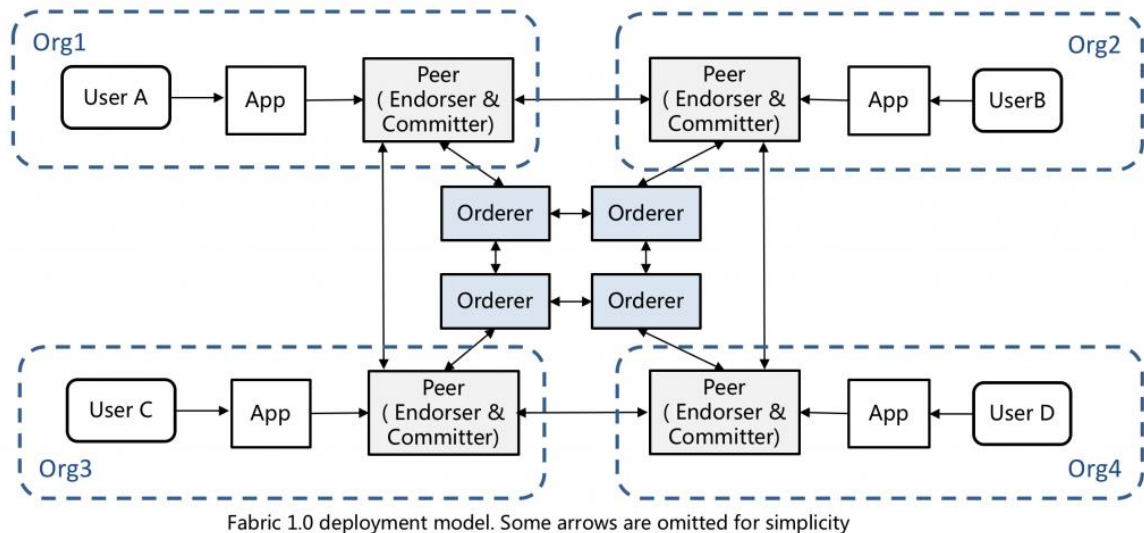 Org1
User A
App
Peer
( Endorser &
Committer)
Org2
Peer
( Endorser &
Committer)
App
UserB
Orderer
Orderer
Orderer
Orderer
User C
App
Peer
( Endorser &
Committer)
Org3
Peer
( Endorser &
Committer)
App
User D
Org4
Fabric 1.0 deployment model. Some arrows are omitted for simplicity